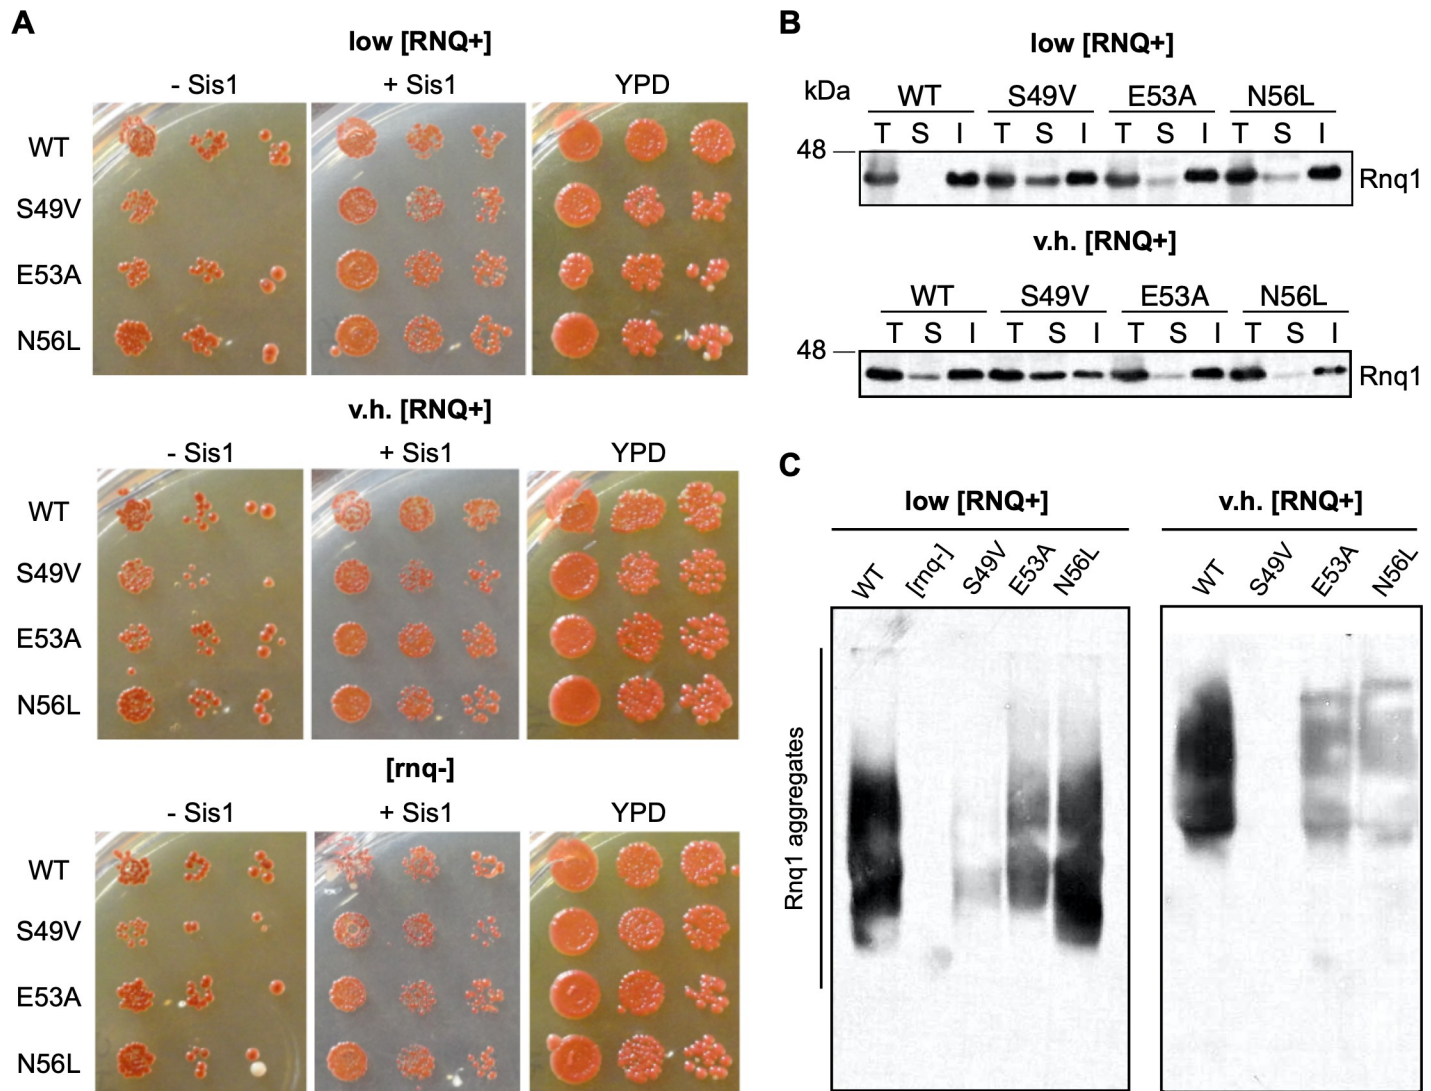 A
low [RNQ+]
- Sis1 + Sis1 YPD
WT
S49V
E53A
N56L
v.h. [RNQ+]
- Sis1 + Sis1 YPD
WT
S49V
E53A
N56L
[rnq-]
- Sis1 + Sis1 YPD
WT
S49V
E53A
N56L
B
low [RNQ+]
kDa WT S49V E53A N56L
T S I T S I T S I T S I
48
Rnq1
v.h. [RNQ+]
WT S49V E53A N56L
T S I T S I T S I T S I
48
Rnq1
C
low [RNQ+] v.h. [RNQ+]
WT [rnq-] S49V E53A N56L WT S49V E53A N56L
Rnq1 aggregates